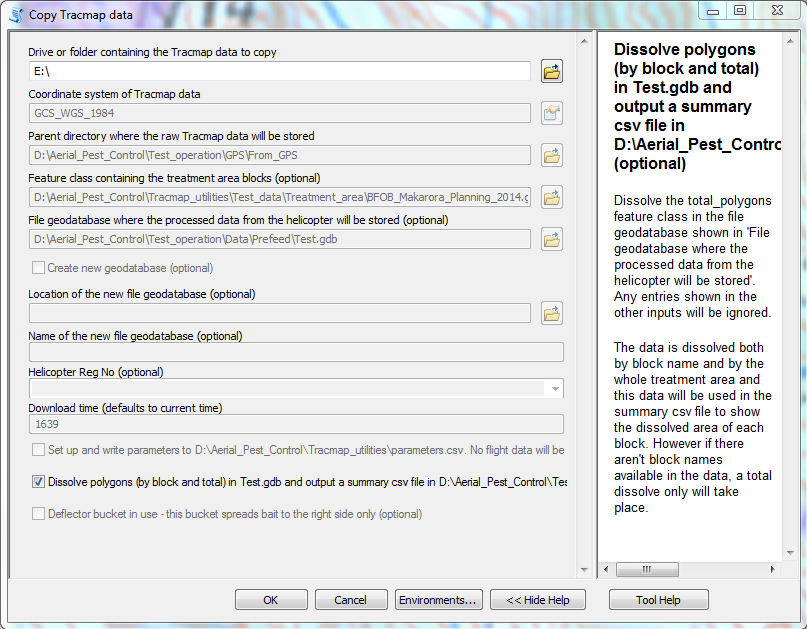 Copy Tracmap data
Drive or folder containing the Tracmap data to copy
E:\
Coordinate system of Tracmap data
GCS_WGS_1984
Parent directory where the raw Tracmap data will be stored
D:\Aerial_Pest_Control\Test_operation\GPS\From_GPS
Feature class containing the treatment area blocks (optional)
D:\Aerial_Pest_Control\Tracmap_utilities\Test_data\Treatment_area\BFOB_Makarora_Planning_2014.g
File geodatabase where the processed data from the helicopter will be stored (optional)
D:\Aerial_Pest_Control\Test_operation\Data\Prefeed\Test.gdb
Create new geodatabase (optional)
Location of the new file geodatabase (optional)
Name of the new file geodatabase (optional)
Helicopter Reg No (optional)
Download time (defaults to current time)
1639
Set up and write parameters to D:\Aerial_Pest_Control\Tracmap_utilities\parameters.csv. No flight data will be
Dissolve polygons (by block and total) in Test.gdb and output a summary csv file in D:\Aerial_Pest_Control\Tes
Deflector bucket in use - this bucket spreads bait to the right side only (optional)
Dissolve polygons
(by block and total)
in Test.gdb and
output a summary
csv file in
D:\Aerial_Pest_Contro
(optional)
Dissolve the total_polygons
feature class in the file
geodatabase shown in 'File
geodatabase where the
processed data from the
helicopter will be stored'.
Any entries shown in the
other inputs will be ignored.
The data is dissolved both
by block name and by the
whole treatment area and
this data will be used in the
summary csv file to show
the dissolved area of each
block. However if there
aren't block names
available in the data, a total
dissolve only will take
place.
OK
Cancel
Environments...
<< Hide Help
Tool Help